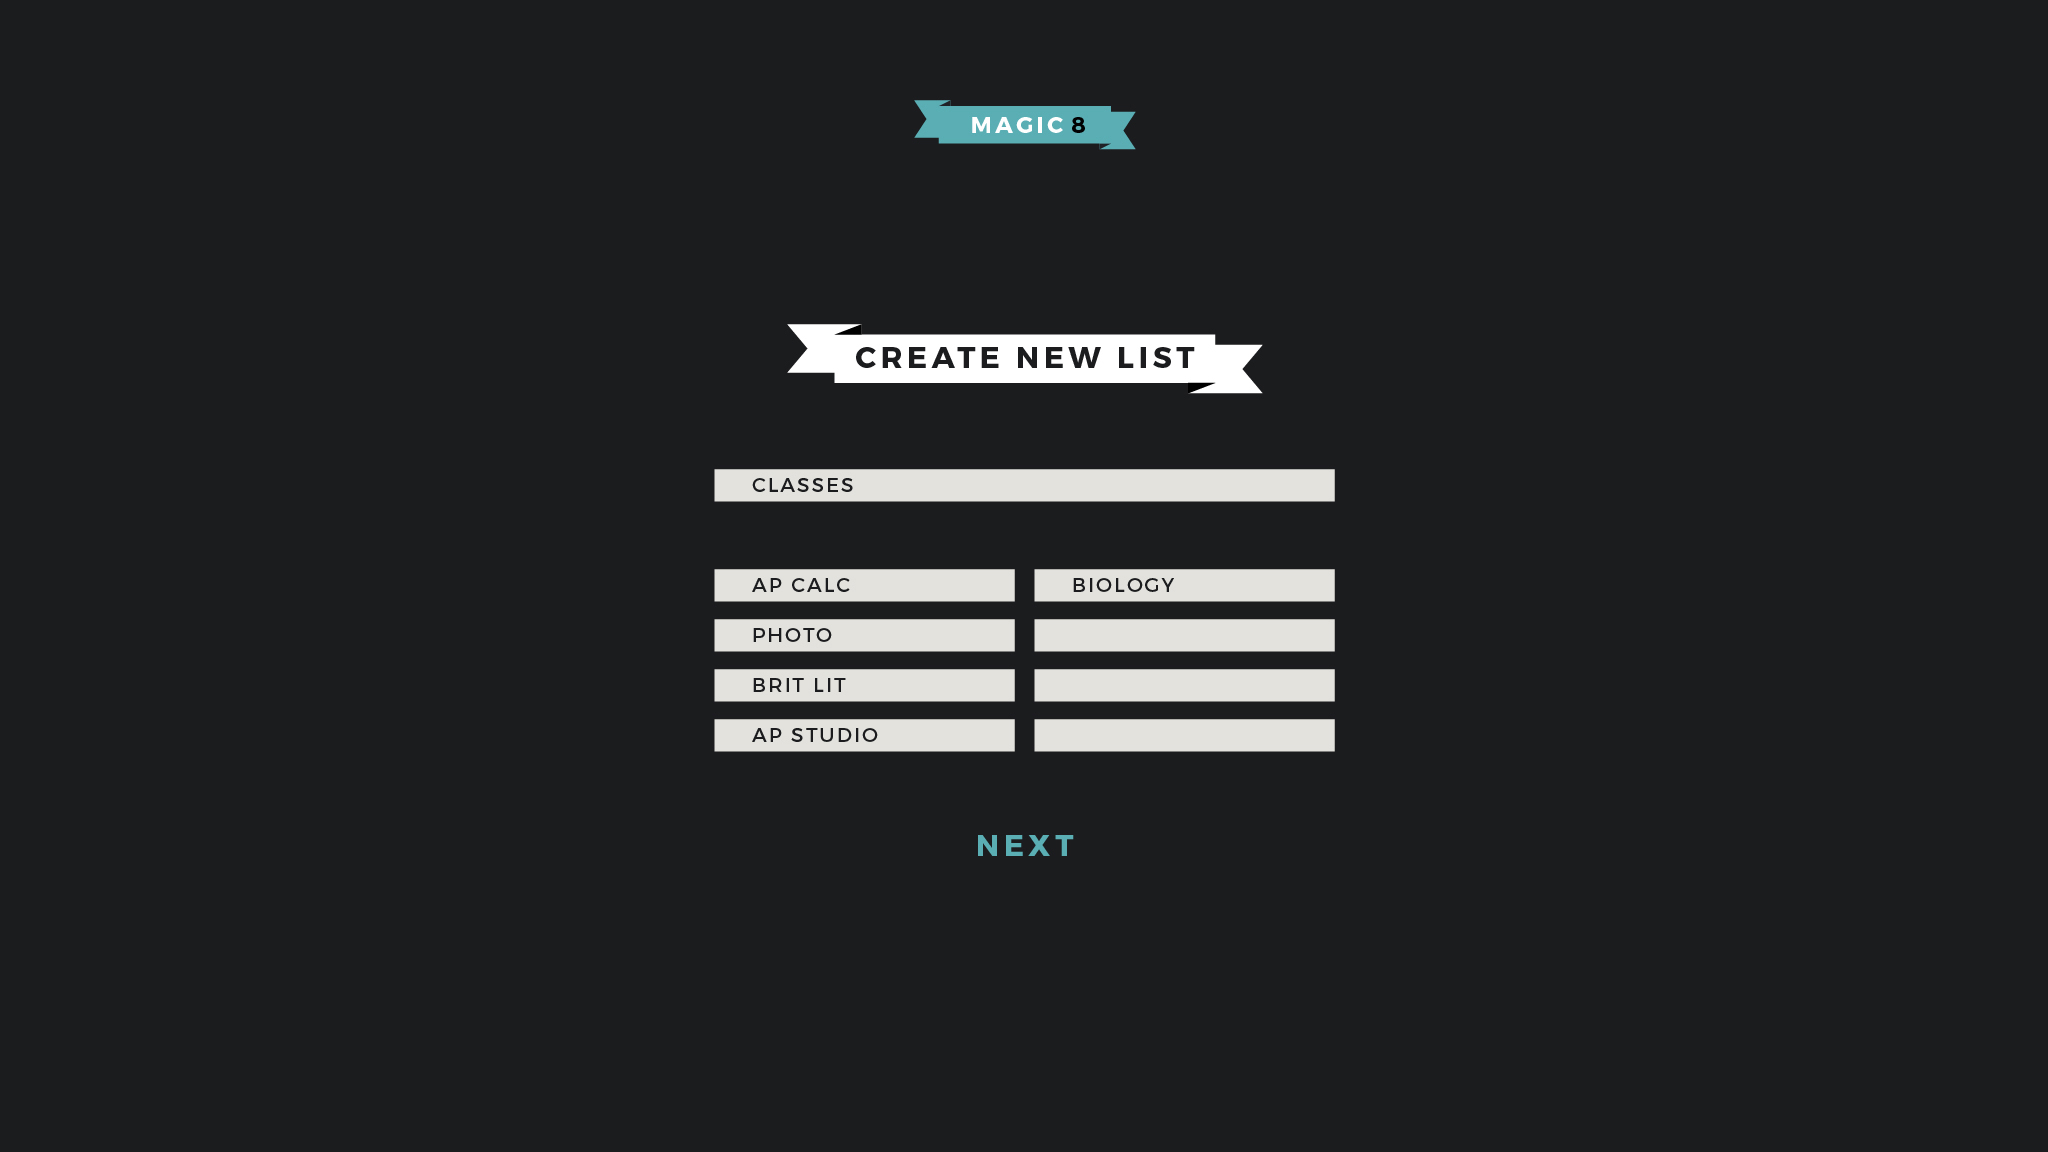 MAGIC 8
CREATE NEW LIST
CLASSES
AP CALC
BIOLOGY
PHOTO
BRIT LIT
AP STUDIO
NEXT